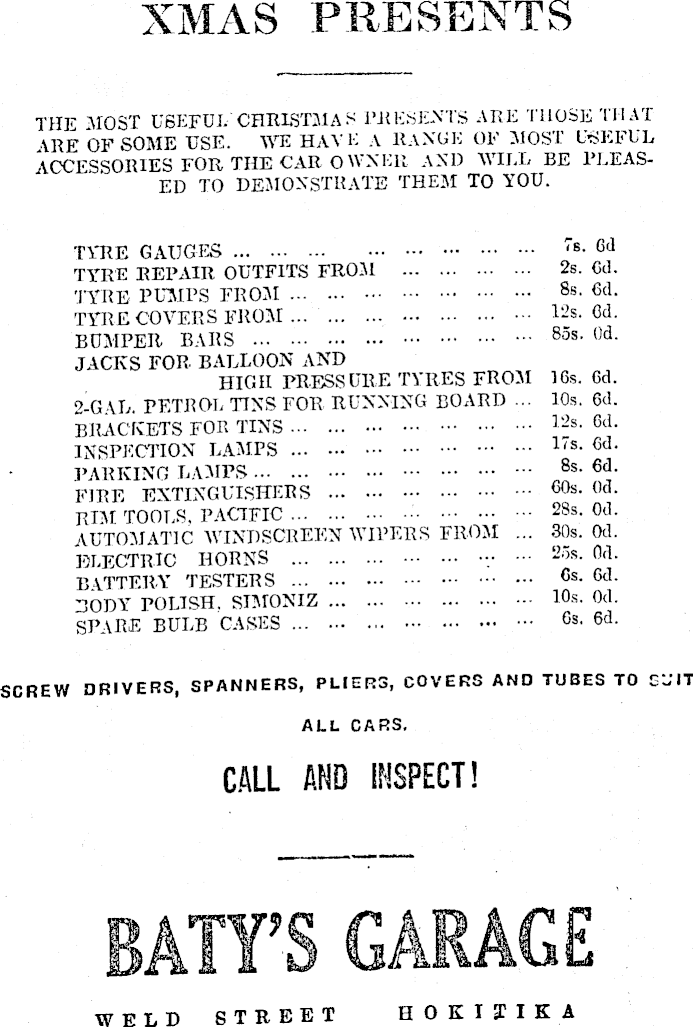 XMAS PRESENTS
THE MOST USEFUL CHRISTMAS PRESENTS ARE THOSE THAT
ARE OF SOME USE. WE HAVE A RANGE OF MOST USEFUL
ACCESSORIES FOR THE CAR OWNER AND WILL BE PLEAS-
ED TO DEMONSTRATE THEM TO YOU.
TYRE GAUGES ... ... ... ... ... ... ... ... 7s. 6d
TYRE REPAIR OUTFITS FROM ... ... ... ... 2s. 6d.
TYRE PUMPS FROM ... ... ... ... ... ... ... 8s. 6d.
TYRE COVERS FROM ... ... ... ... ... ... ... 12s. 6d.
BUMPER BARS ... ... ... ... ... ... ... ... 85s. 0d.
JACKS FOR BALLOON AND
HIGH PRESSURE TYRES FROM 16s. 6d.
2-GAL. PETROL TINS FOR RUNNING BOARD ... 10s. 6d.
BRACKETS FOR TINS ... ... ... ... ... ... ... 12s. 6d.
INSPECTION LAMPS ... ... ... ... ... ... ... 17s. 6d.
PARKING LAMPS ... ... ... ... ... ... ... ... 8s. 6d.
FIRE EXTINGUISHERS ... ... ... ... ... ... 60s. 0d.
RIM TOOLS, PACIFIC ... ... ... ... ... ... ... 28s. 0d.
AUTOMATIC WINDSCREEN WIPERS FROM ... 30s. 0d.
ELECTRIC HORNS ... ... ... ... ... ... ... 25s. 0d.
BATTERY TESTERS ... ... ... ... ... ... ... 6s. 6d.
BODY POLISH, SIMONIZ ... ... ... ... ... ... 10s. 0d.
SPARE BULB CASES ... ... ... ... ... ... ... 6s. 6d.
SCREW DRIVERS, SPANNERS, PLIERS, COVERS AND TUBES TO SUIT
ALL CARS.
CALL AND INSPECT!
BATY'S GARAGE
WELD STREET HOKITIKA